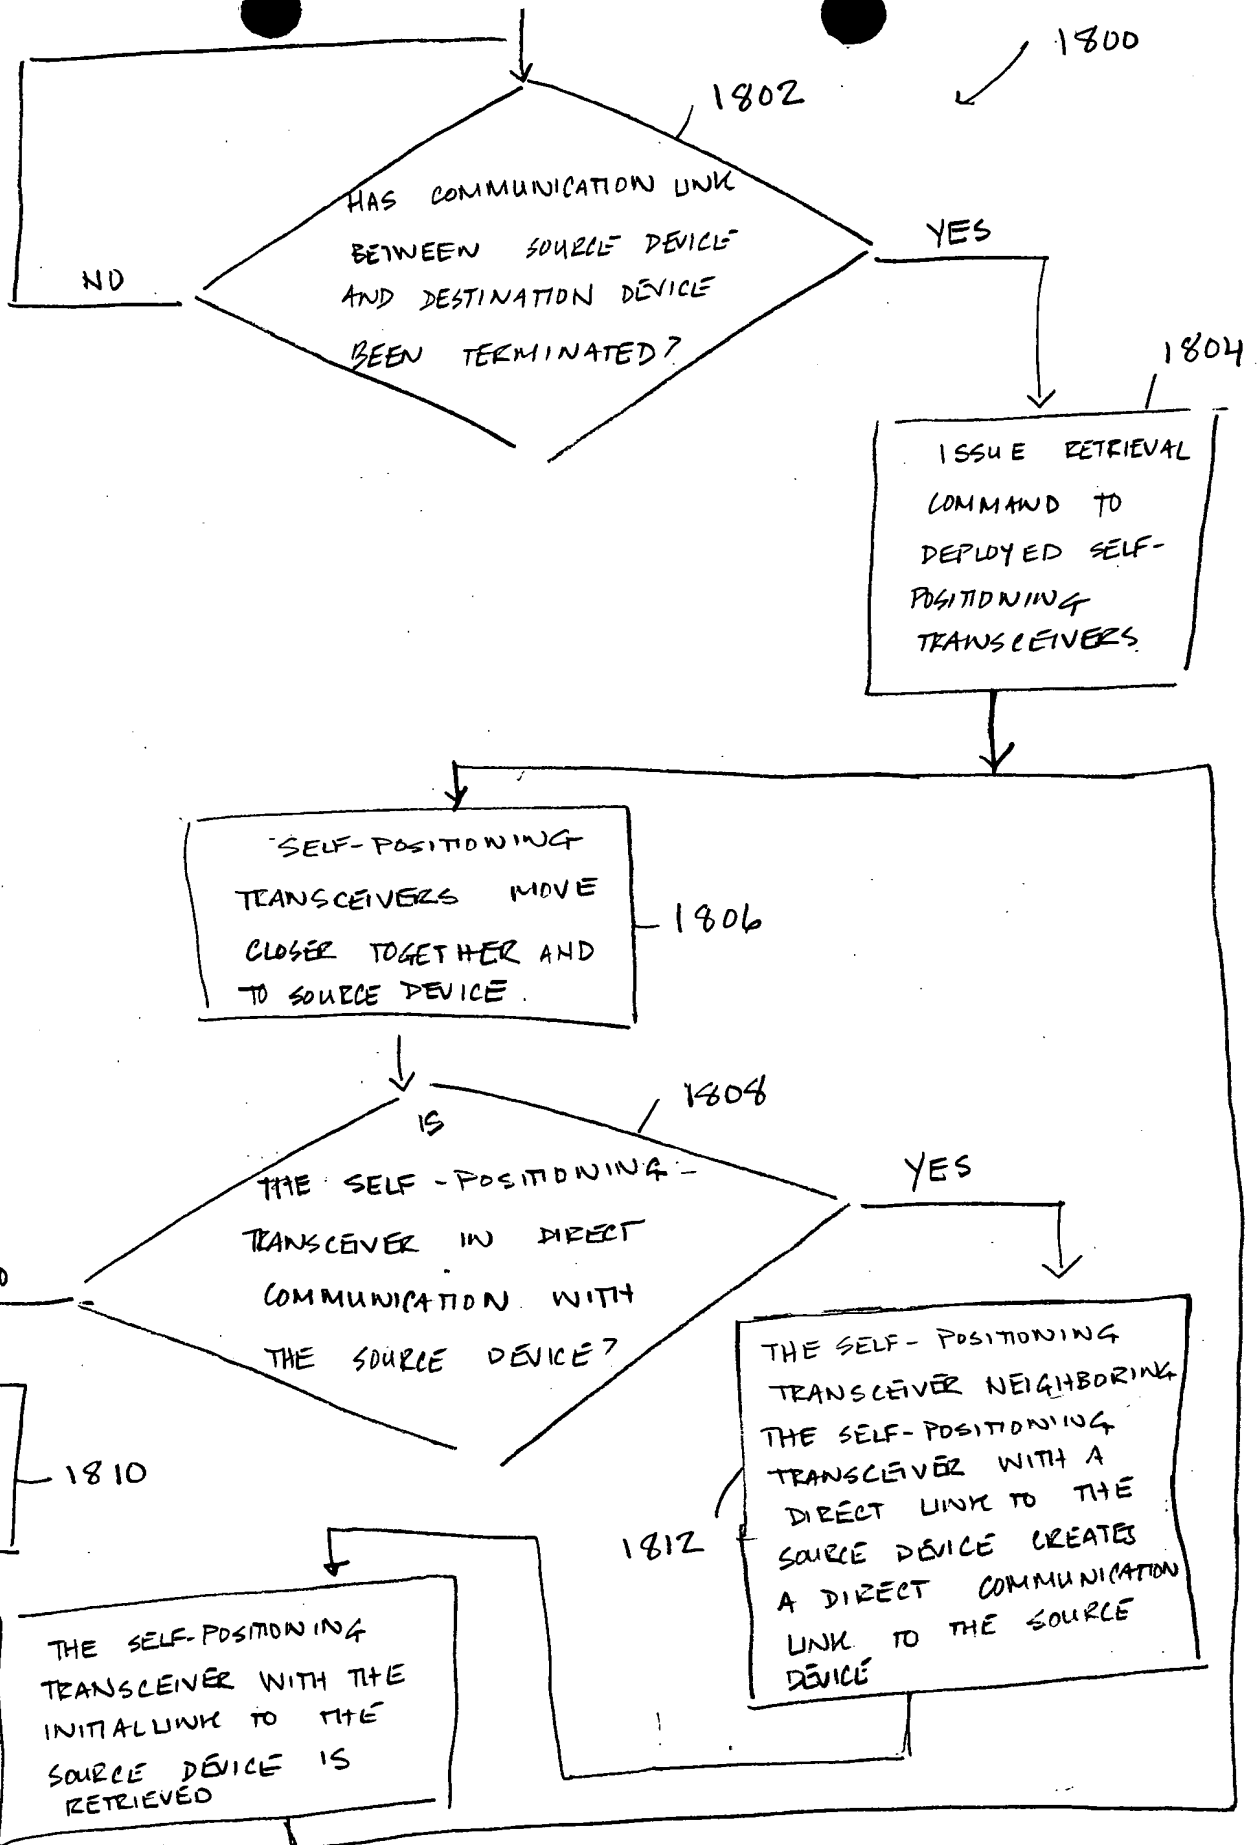 1800
1802
HAS COMMUNICATION LINK
BETWEEN SOURCE DEVICE
AND DESTINATION DEVICE
BEEN TERMINATED?
NO
YES
1804
ISSUE RETRIEVAL
COMMAND TO
DEPLOYED SELF-
POSITIONING
TRANSCEIVERS.
SELF-POSITIONING
TRANSCEIVERS MOVE
CLOSER TOGETHER AND
TO SOURCE DEVICE.
1806
1808
IS
THE SELF-POSITIONING
TRANSCEIVER IN DIRECT
COMMUNICATION WITH
THE SOURCE DEVICE?
YES
1810
THE SELF-POSITIONING
TRANSCEIVER NEIGHBORING
THE SELF-POSITIONING
TRANSCEIVER WITH A
DIRECT LINK TO THE
SOURCE DEVICE CREATES
A DIRECT COMMUNICATION
LINK TO THE SOURCE
DEVICE
1812
THE SELF-POSITIONING
TRANSCEIVER WITH THE
INITIAL LINK TO THE
SOURCE DEVICE IS
RETRIEVED